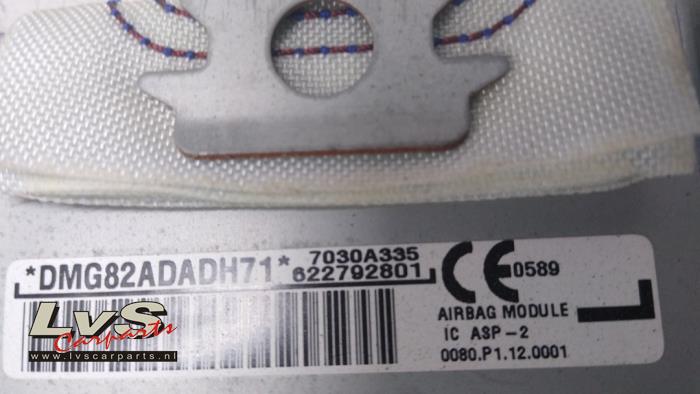 *DMG82ADADH71*
7030A335
622792801
CE 0589
AIRBAG MODULE
IC ASP-2
0080.P1.12.0001
LvS
Carparts
www.lvscarparts.nl